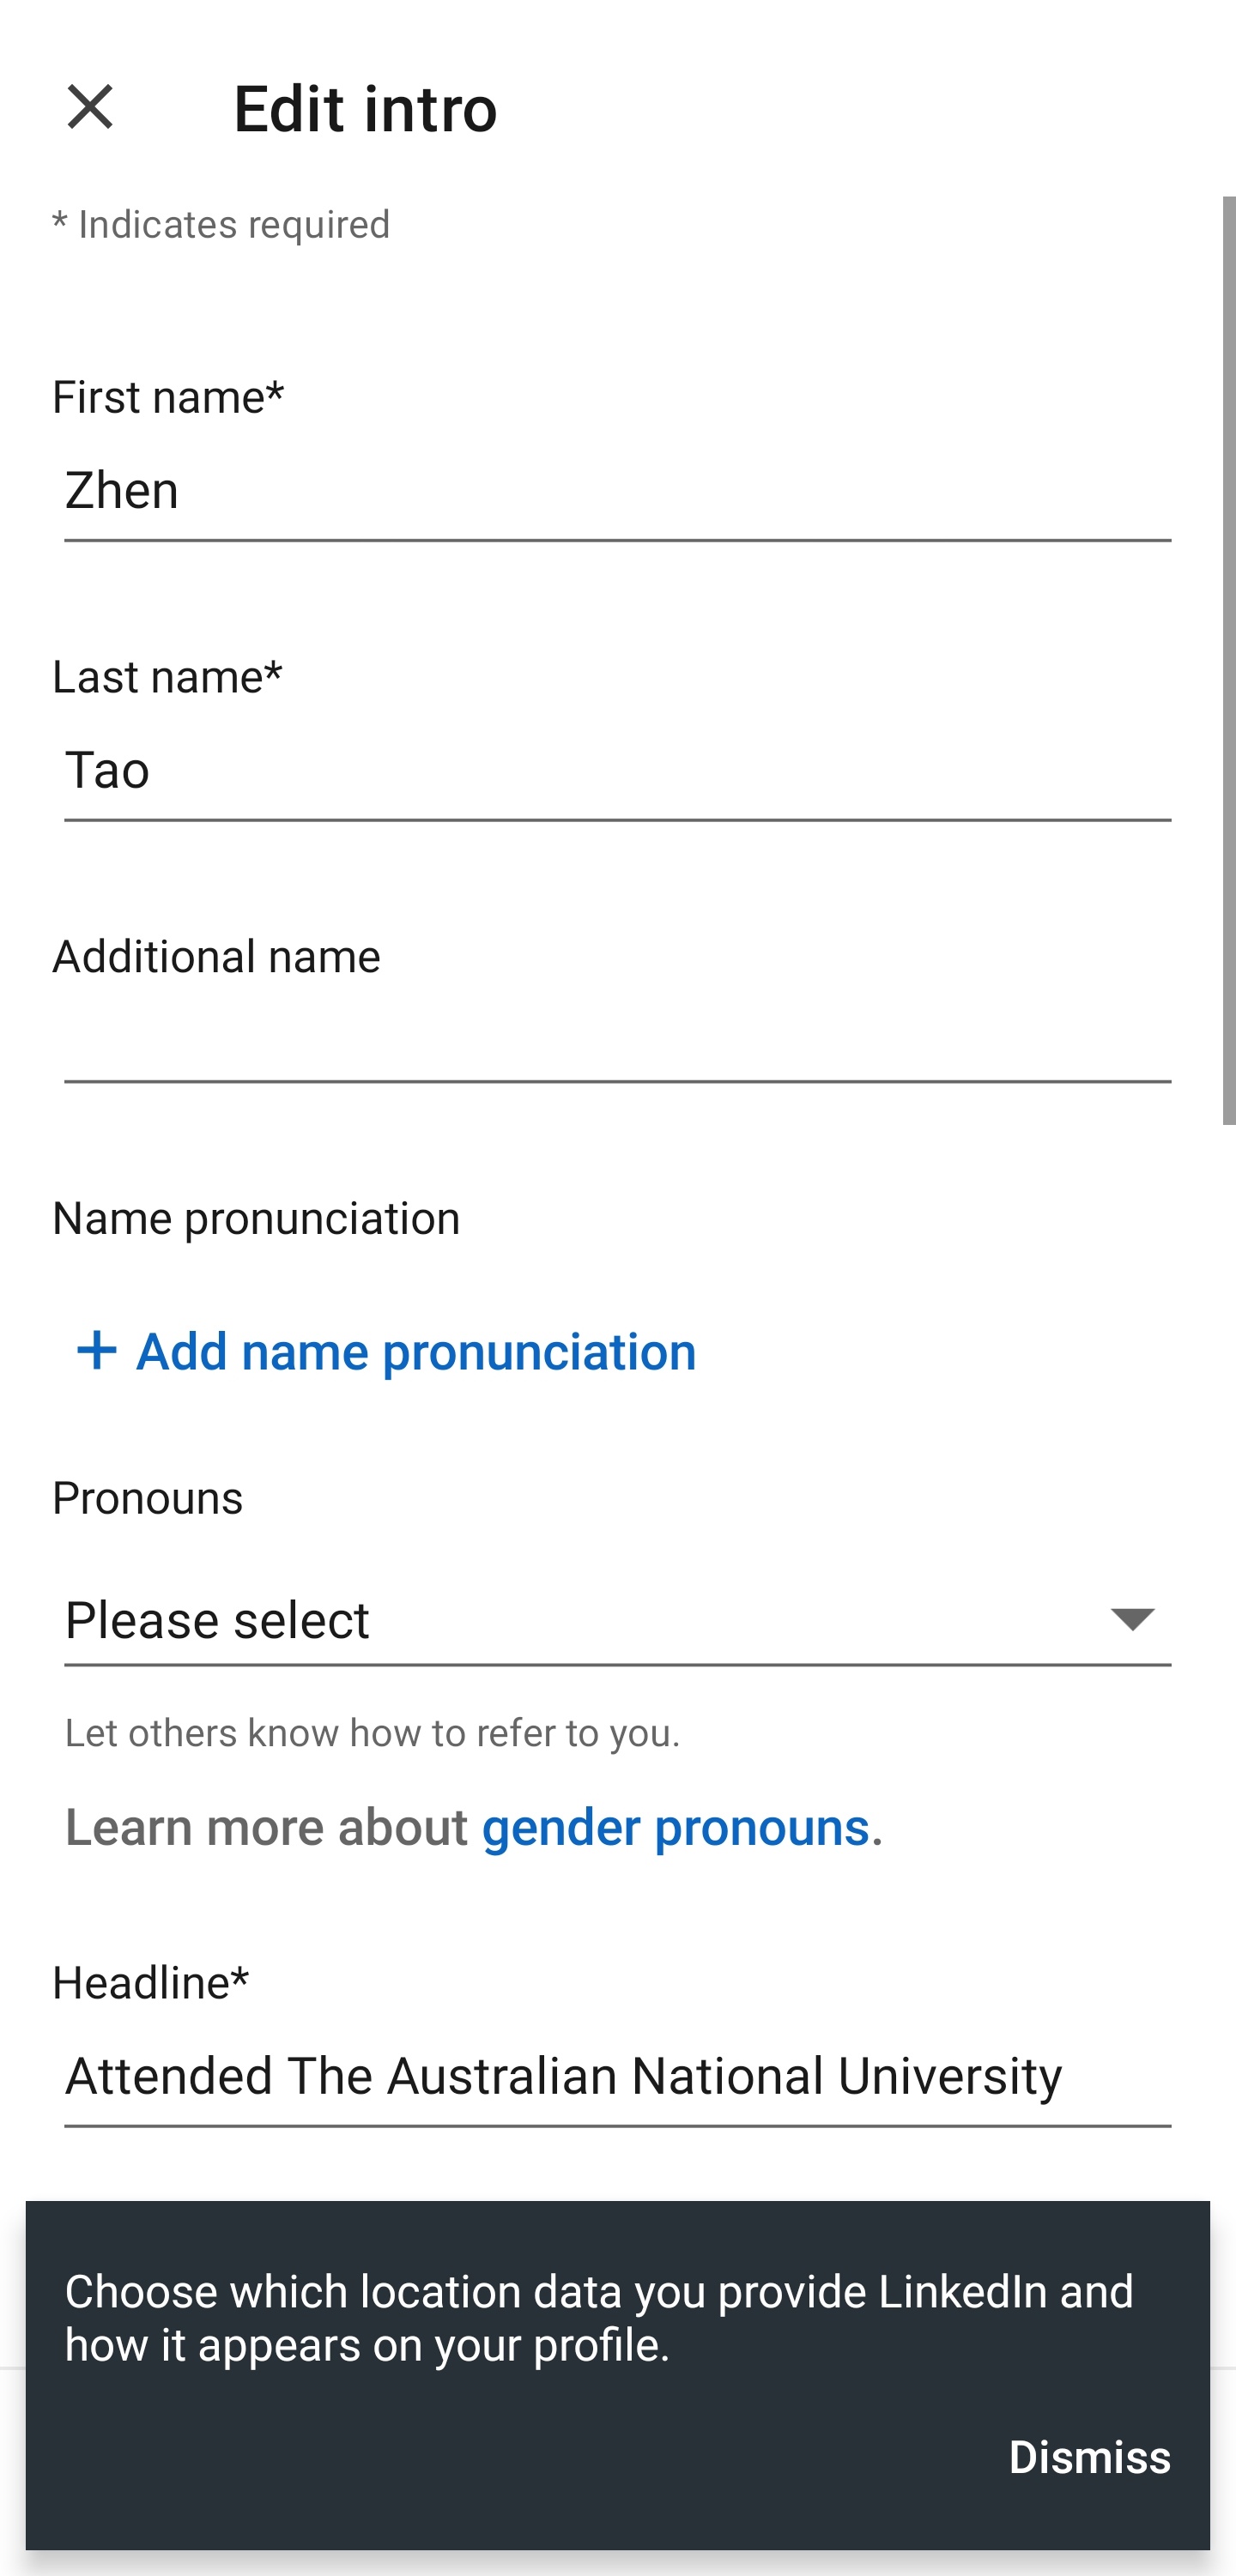 Edit intro
* Indicates required
First name*
Zhen
Last name*
Tao
Additional name
Name pronunciation
+ Add name pronunciation
Pronouns
Please select
Let others know how to refer to you.
Learn more about gender pronouns.
Headline*
Attended The Australian National University
Choose which location data you provide LinkedIn and
how it appears on your profile.
Dismiss